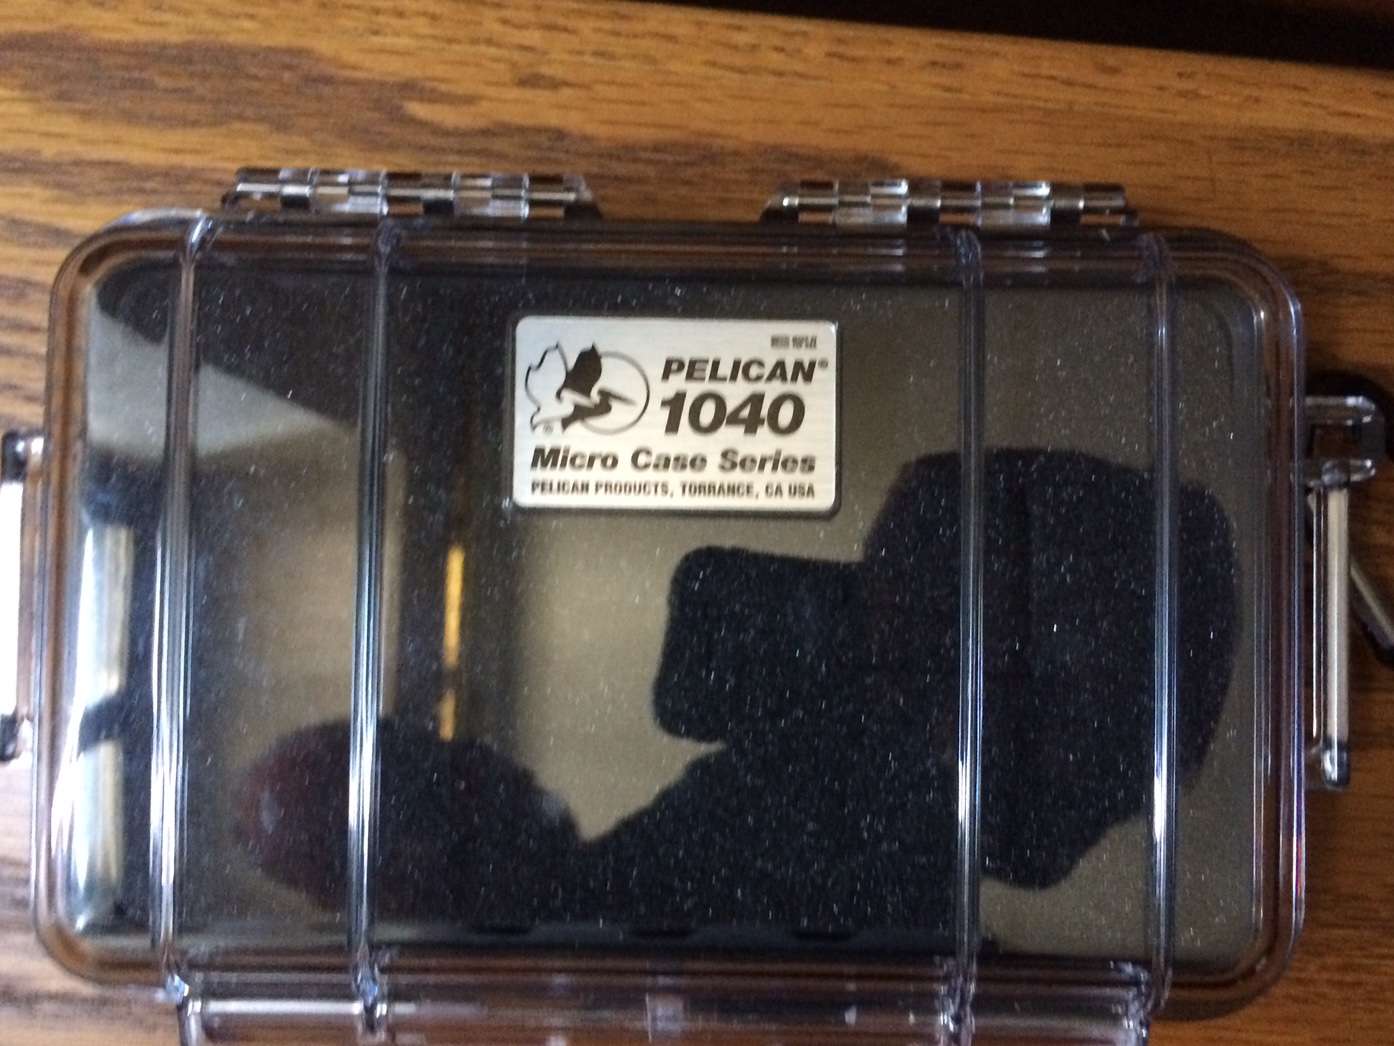 PELICAN®
1040
Micro Case Series
PELICAN PRODUCTS, TORRANCE, CA USA